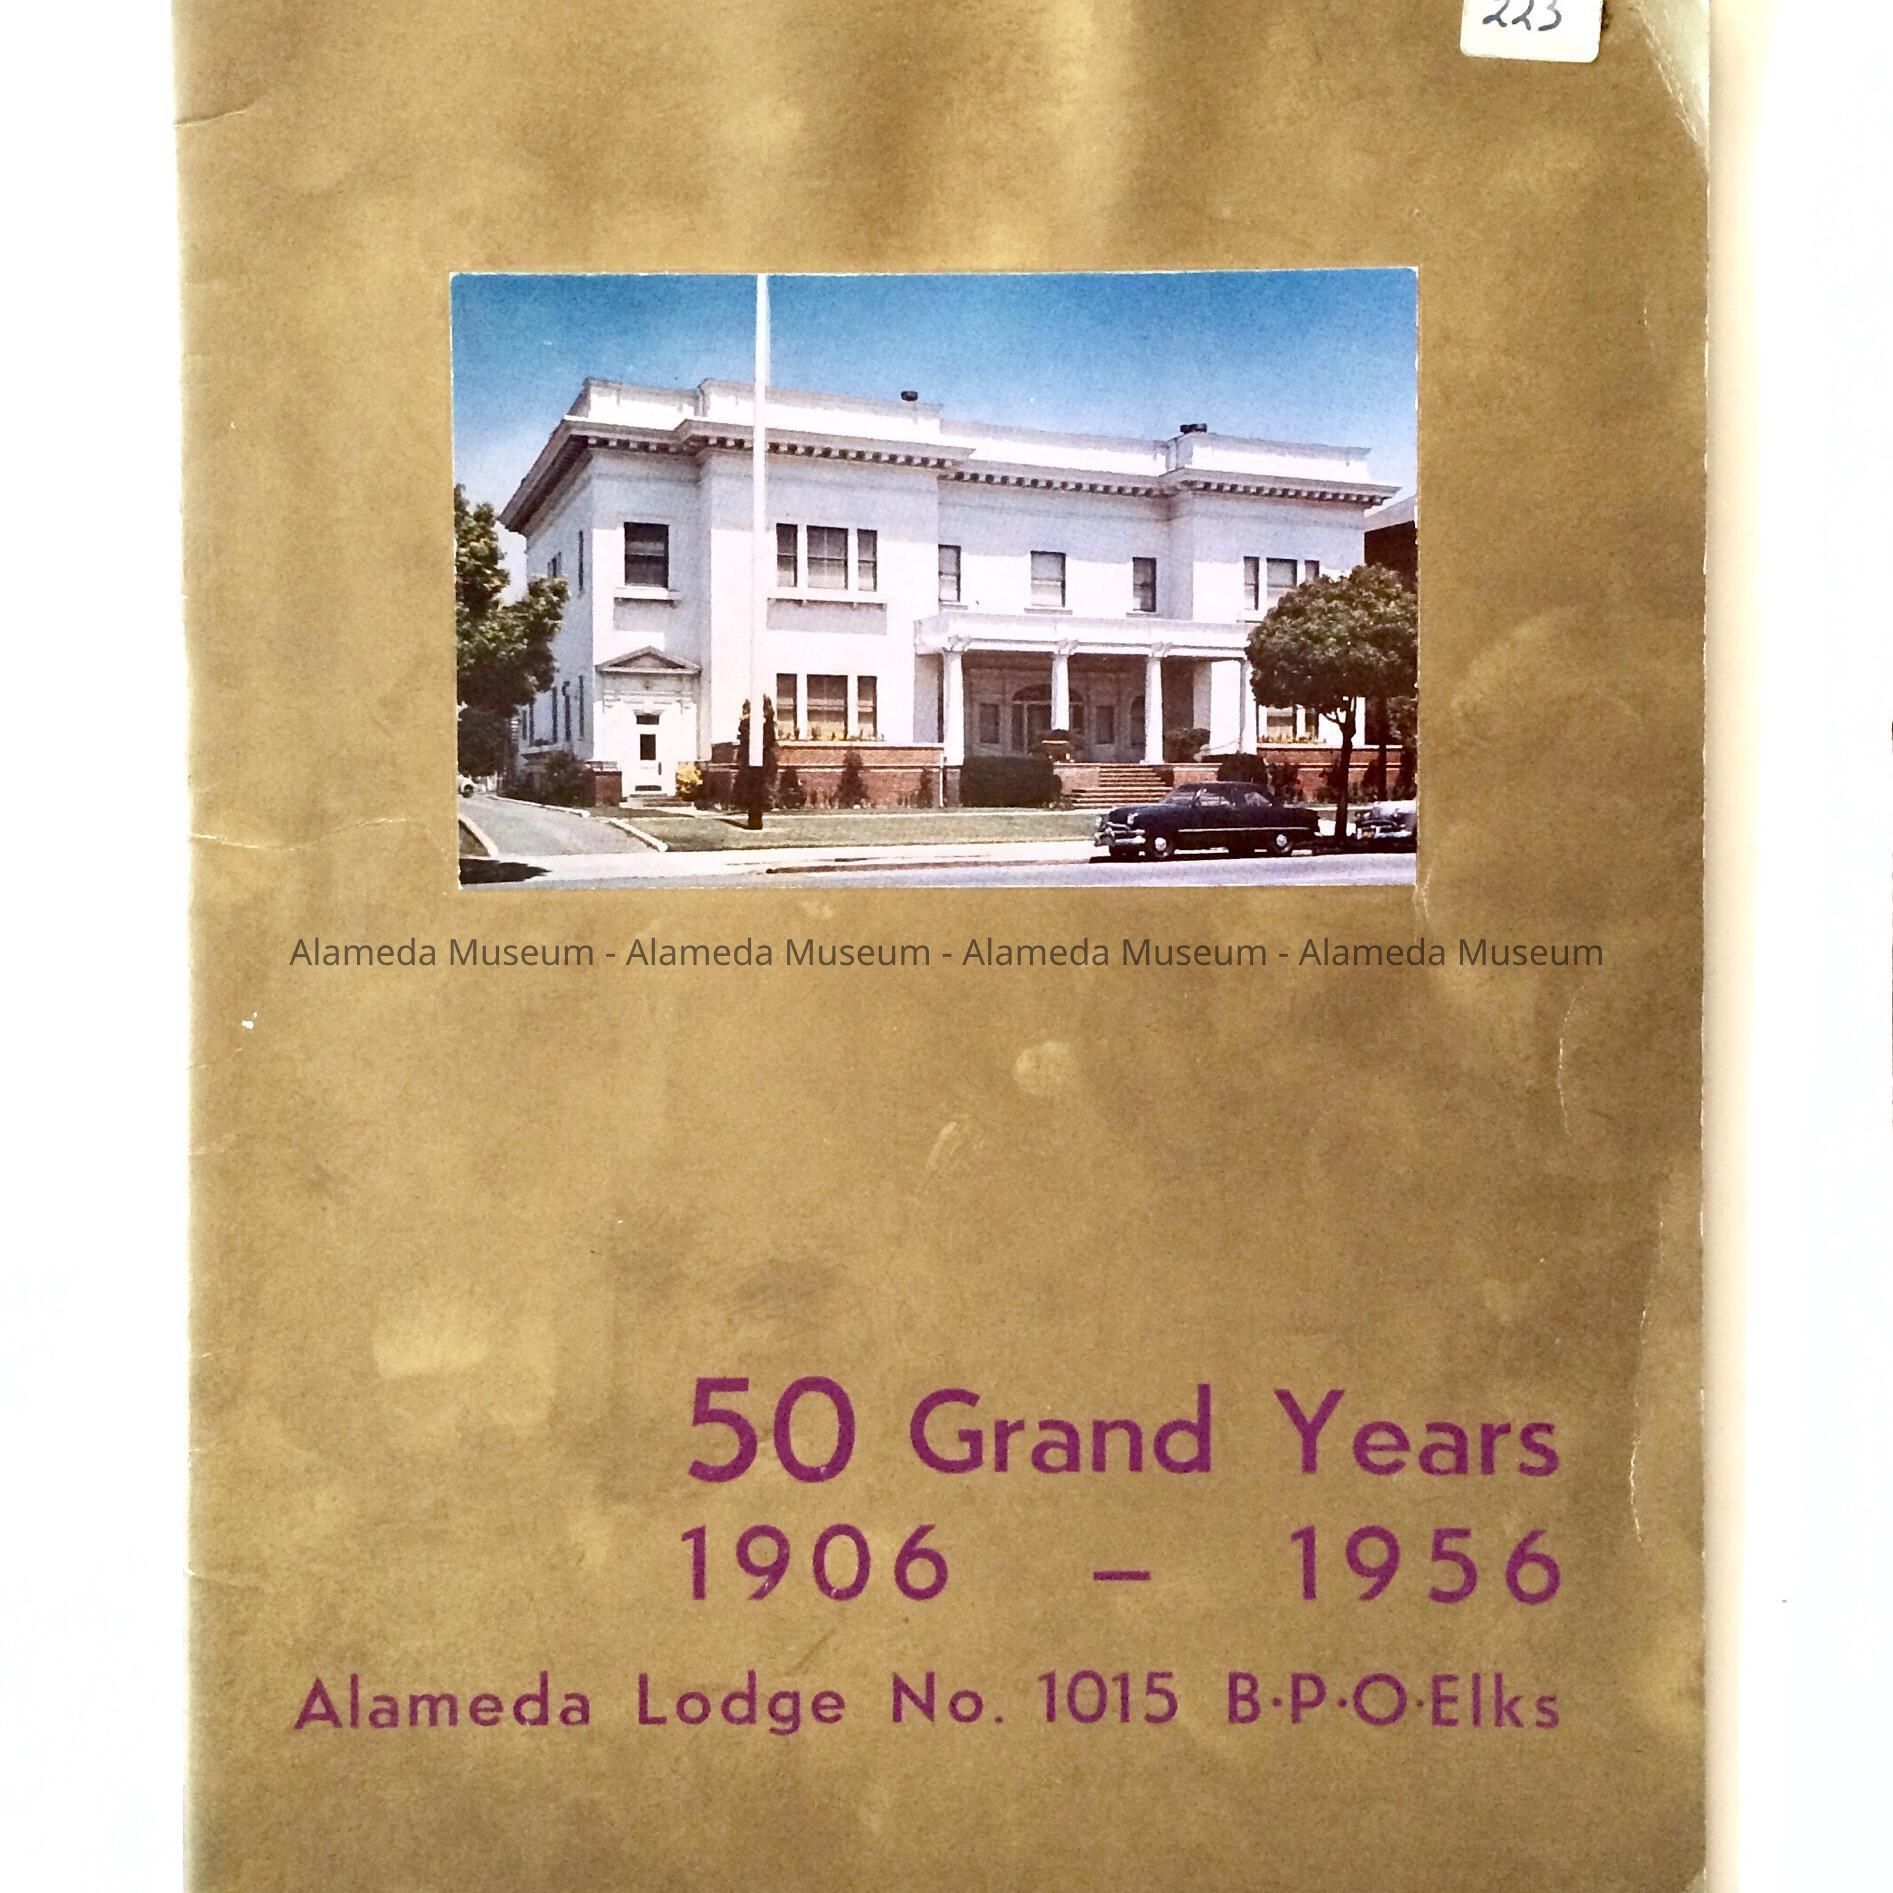 223
Alameda Museum - Alameda Museum - Alameda Museum - Alameda Museum
50 Grand Years
1906 – 1956
Alameda Lodge No. 1015 B·P·O·Elks